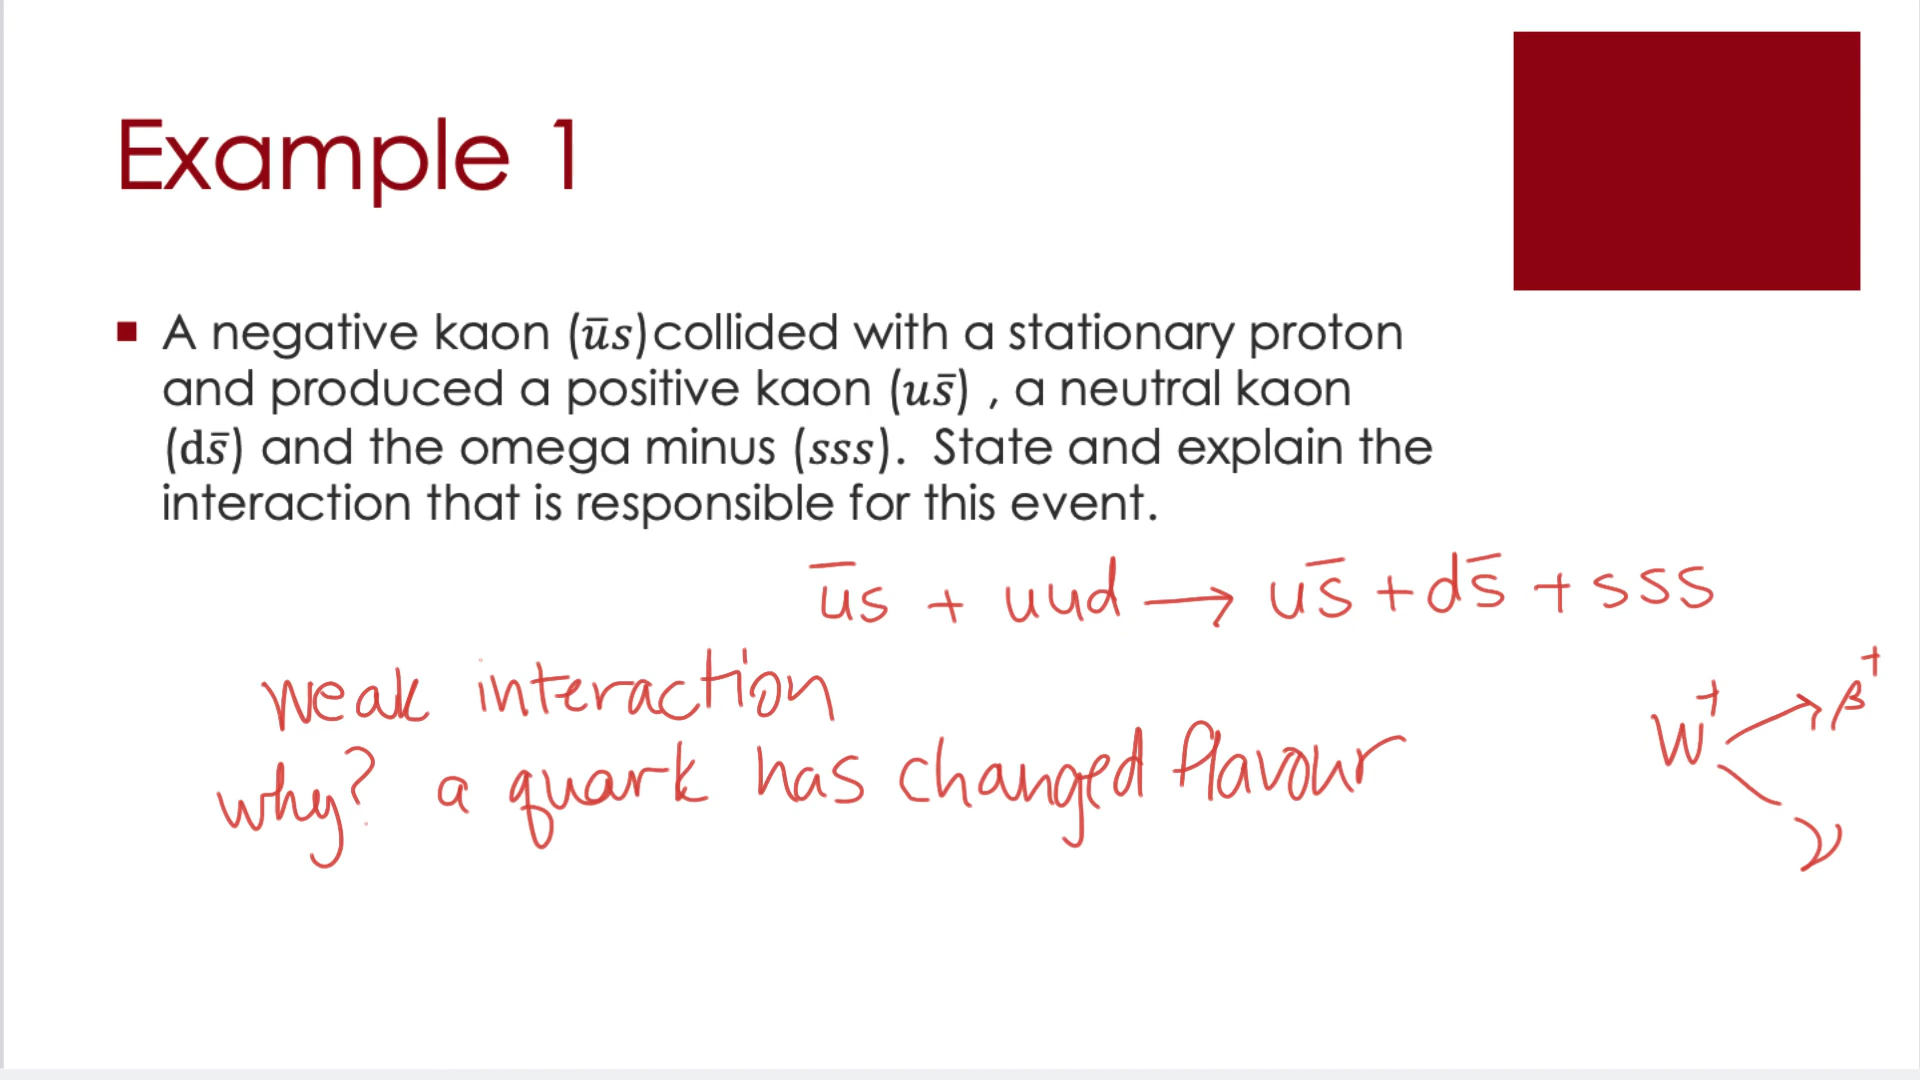 Example 1
A negative kaon (ūs)collided with a stationary proton
and produced a positive kaon (us̄) , a neutral kaon
(ds̄) and the omega minus (sss). State and explain the
interaction that is responsible for this event.
ūs + uud → us̄ + ds̄ + sss
weak interaction
why? a quark has changed flavour
W⁺ → β⁺
ν